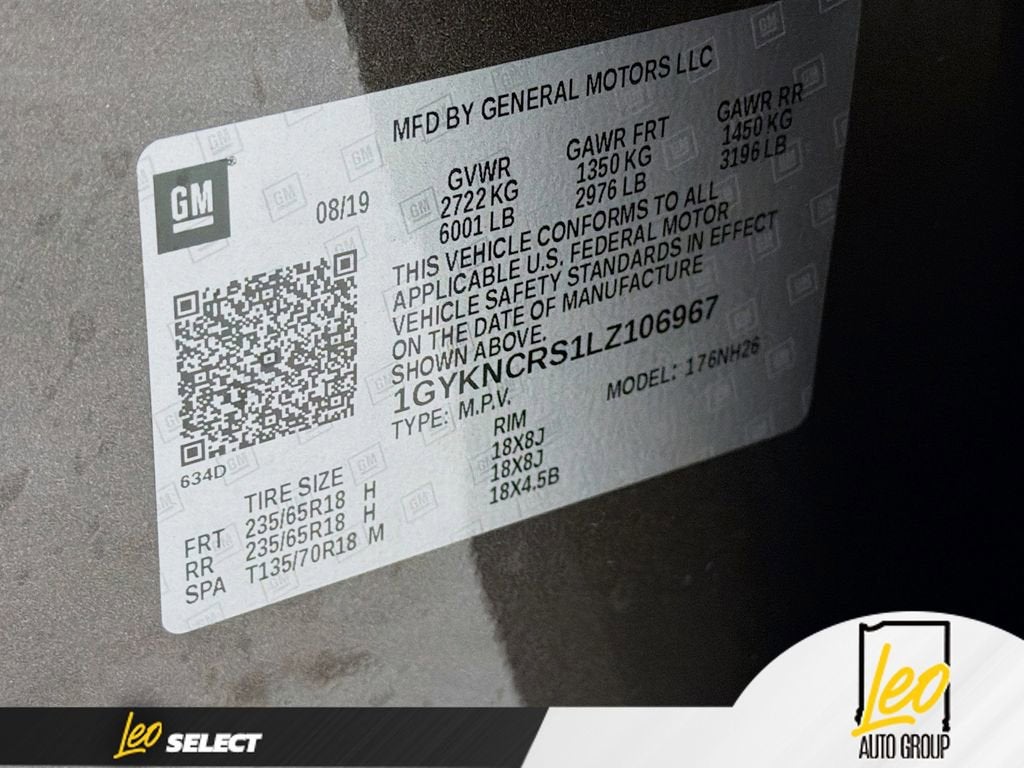 MFD BY GENERAL MOTORS LLC
GM
08/19
GVWR GAWR FRT GAWR RR
2722 KG 1350 KG 1450 KG
6001 LB 2976 LB 3196 LB
THIS VEHICLE CONFORMS TO ALL
APPLICABLE U.S. FEDERAL MOTOR
VEHICLE SAFETY STANDARDS IN EFFECT
ON THE DATE OF MANUFACTURE
SHOWN ABOVE.
1GYKNCRS1LZ106967
TYPE: M.P.V. MODEL: 176NH26
634D
TIRE SIZE RIM
FRT 235/65R18 H 18X8J
RR 235/65R18 H 18X8J
SPA T135/70R18 M 18X4.5B
Leo SELECT
Leo
AUTO GROUP